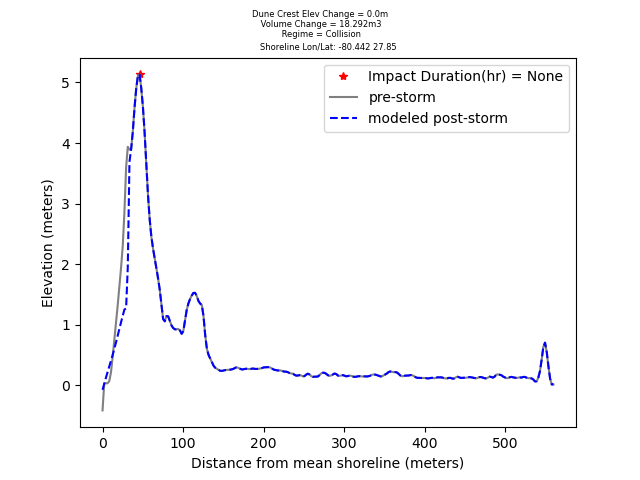 Dune Crest Elev Change = 0.0m
Volume Change = 18.292m3
Regime = Collision
Shoreline Lon/Lat: -80.442 27.85
Impact Duration(hr) = None
pre-storm
modeled post-storm
Elevation (meters)
5
4
3
2
1
0
0 100 200 300 400 500
Distance from mean shoreline (meters)